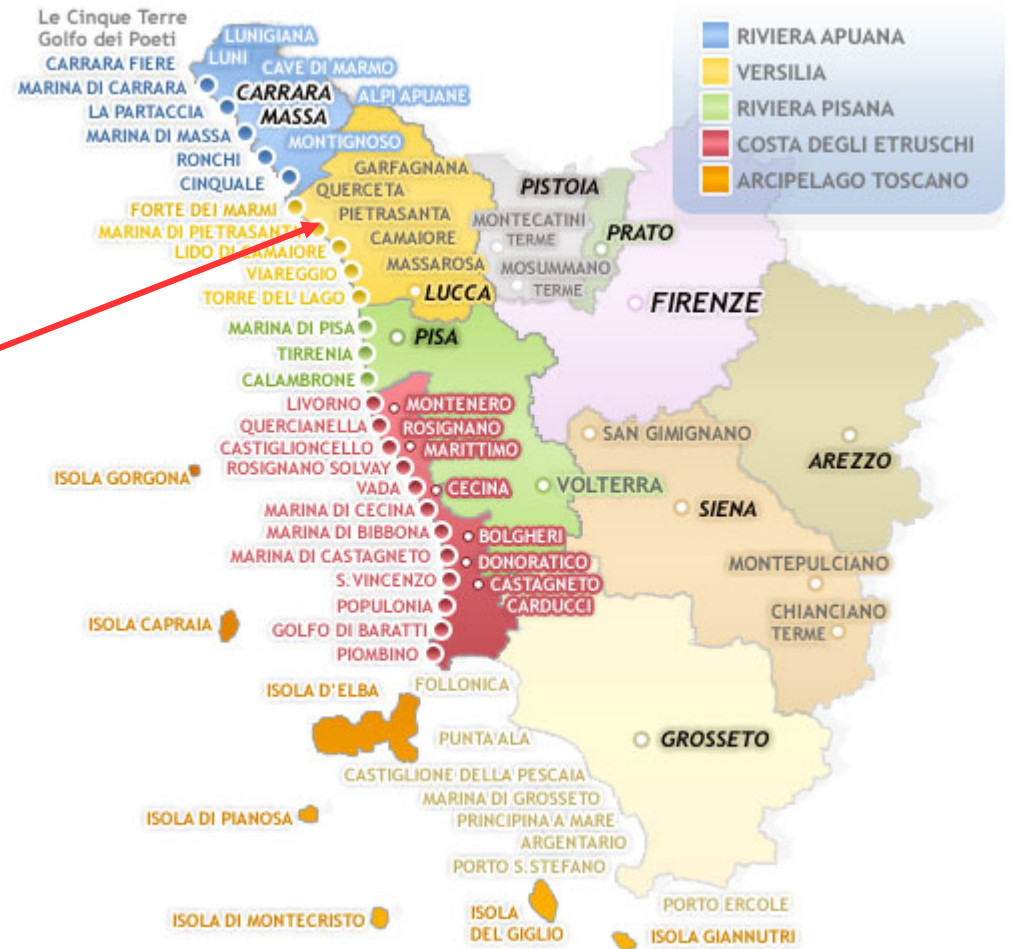 Le Cinque Terre
Golfo dei Poeti
CARRARA FIERE
MARINA DI CARRARA
LA PARTACCIA
MARINA DI MASSA
RONCHI
CINQUALE
FORTE DEI MARMI
MARINA DI PIETRASANTA
LIDO DI CAMAIORE
VIAREGGIO
TORRE DEL LAGO
MARINA DI PISA
TIRRENIA
CALAMBRONE
LIVORNO
QUERCIANELLA
CASTIGLIONCELLO
ROSIGNANO SOLVAY
VADA
MARINA DI CECINA
MARINA DI BIBBONA
MARINA DI CASTAGNETO
S.VINCENZO
POPULONIA
GOLFO DI BARATTI
PIOMBINO
LUNIGIANA
LUNI
CAVE DI MARMO
CARRARA
MASSA
ALPI APUANE
MONTIGNOSO
GARFAGNANA
QUERCETA
PIETRASANTA
CAMAIORE
MASSAROSA
LUCCA
PISTOIA
MONTECATINI
TERME
PRATO
MOSUMMANO
TERME
FIRENZE
PISA
MONTENERO
ROSIGNANO
MARITTIMO
CECINA
VOLTERRA
BOLGHERI
DONORATICO
CASTAGNETO
CARDUCCI
SAN GIMIGNANO
SIENA
AREZZO
MONTEPULCIANO
CHIANCIANO
TERME
GROSSETO
FOLLONICA
PUNTA ALA
CASTIGLIONE DELLA PESCAIA
MARINA DI GROSSETO
PRINCIPINA A MARE
ARGENTARIO
PORTO S.STEFANO
PORTO ERCOLE
ISOLA GORGONA
ISOLA CAPRAIA
ISOLA D'ELBA
ISOLA DI PIANOSA
ISOLA DI MONTECRISTO
ISOLA
DEL GIGLIO
ISOLA GIANNUTRI
RIVIERA APUANA
VERSILIA
RIVIERA PISANA
COSTA DEGLI ETRUSCHI
ARCIPELAGO TOSCANO